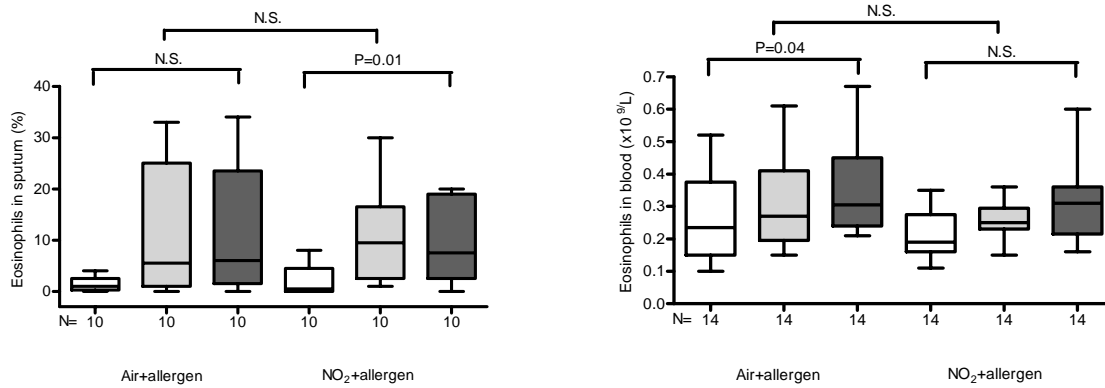 N.S.
N.S.
P=0.01
40
30
20
10
0
Eosinophils in sputum (%)
N= 10 10 10 10 10 10
Air+allergen NO₂+allergen
N.S.
P=0.04
N.S.
0.7
0.6
0.5
0.4
0.3
0.2
0.1
0.0
Eosinophils in blood (x10 ⁹/L)
N= 14 14 14 14 14 14
Air+allergen NO₂+allergen